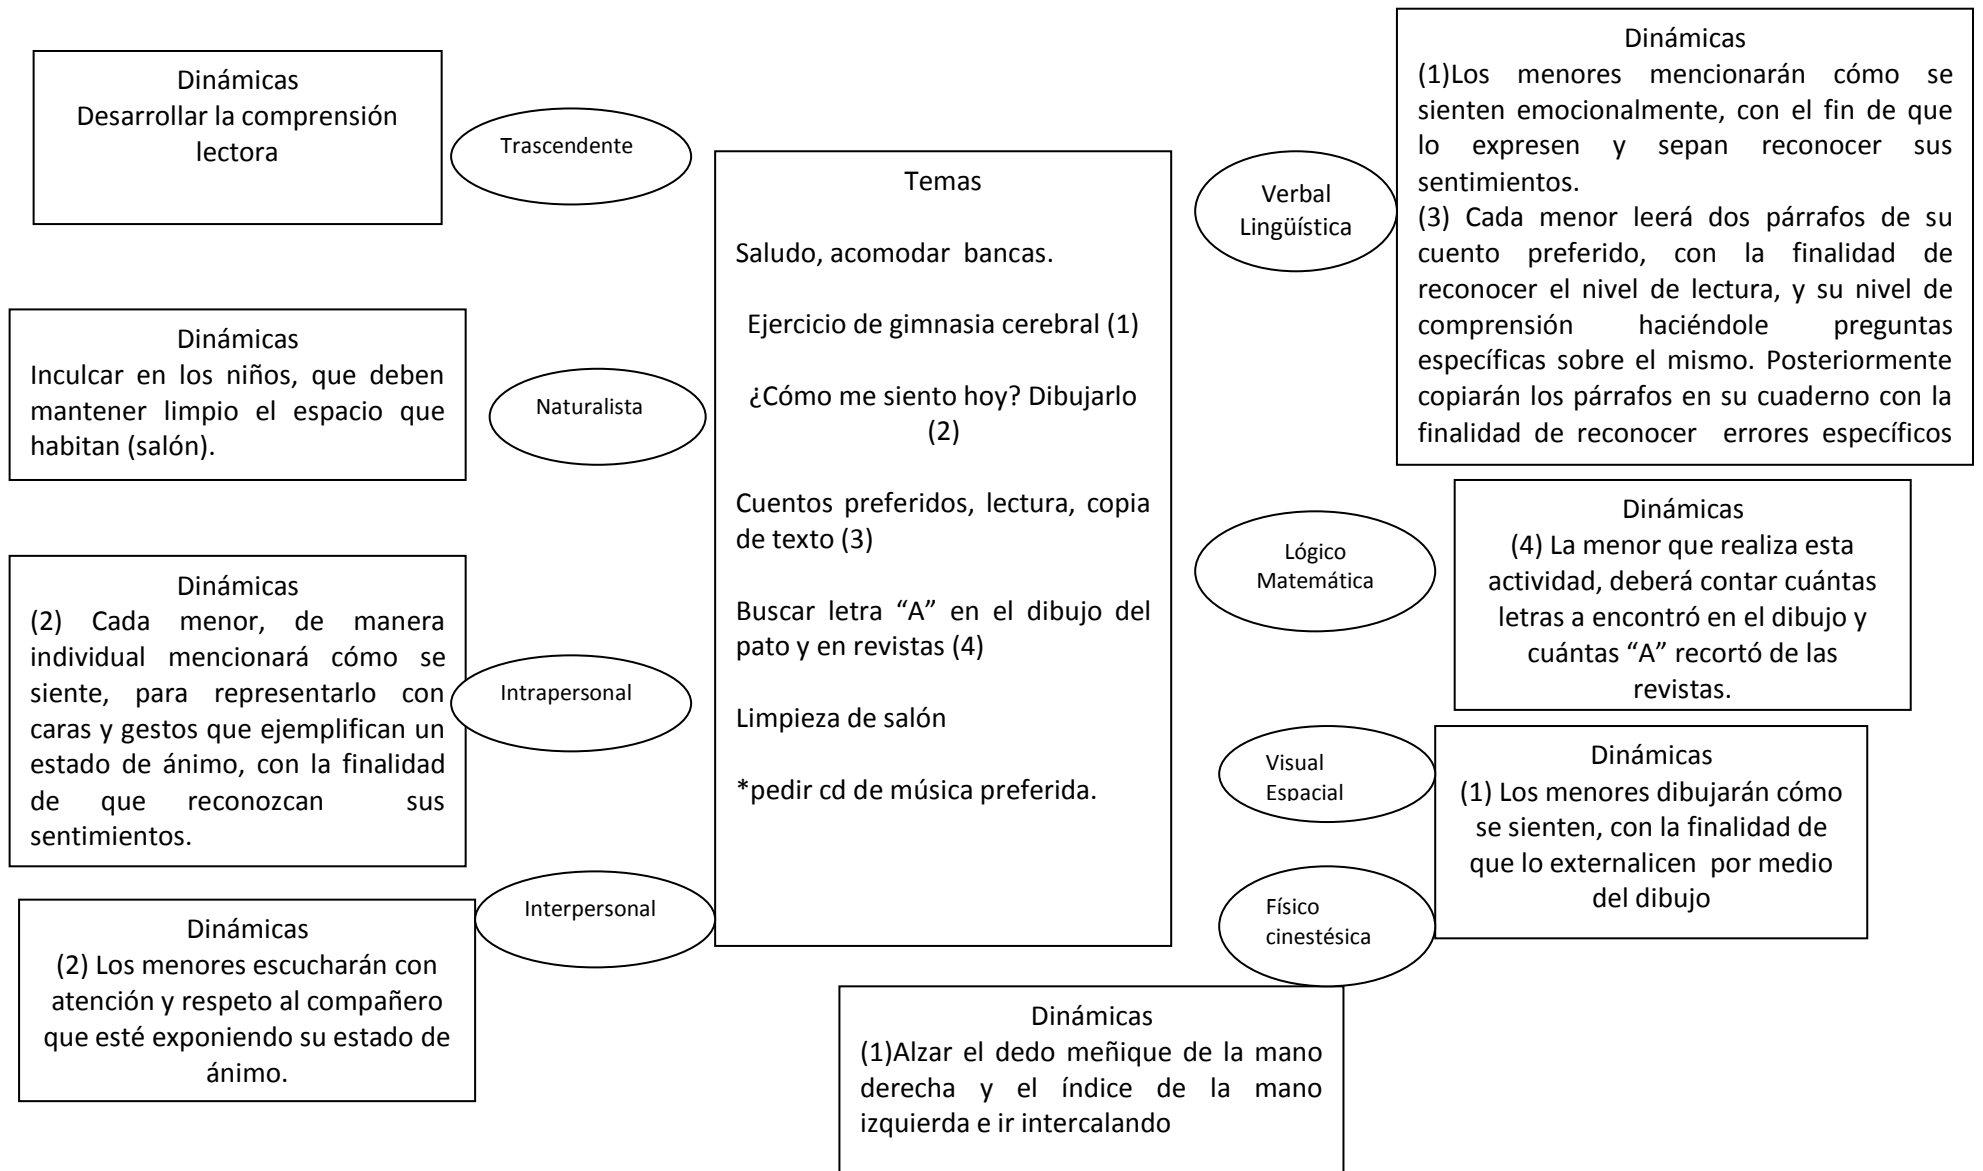 Dinámicas
Desarrollar la comprensión
lectora
Trascendente
Dinámicas
Inculcar en los niños, que deben
mantener limpio el espacio que
habitan (salón).
Naturalista
Dinámicas
(2) Cada menor, de manera
individual mencionará cómo se
siente, para representarlo con
caras y gestos que ejemplifican un
estado de ánimo, con la finalidad
de que reconozcan sus
sentimientos.
Intrapersonal
Dinámicas
(2) Los menores escucharán con
atención y respeto al compañero
que esté exponiendo su estado de
ánimo.
Interpersonal
Temas
Saludo, acomodar bancas.
Ejercicio de gimnasia cerebral (1)
¿Cómo me siento hoy? Dibujarlo
(2)
Cuentos preferidos, lectura, copia
de texto (3)
Buscar letra “A” en el dibujo del
pato y en revistas (4)
Limpieza de salón
*pedir cd de música preferida.
Verbal
Lingüística
Dinámicas
(1)Los menores mencionarán cómo se
sienten emocionalmente, con el fin de que
lo expresen y sepan reconocer sus
sentimientos.
(3) Cada menor leerá dos párrafos de su
cuento preferido, con la finalidad de
reconocer el nivel de lectura, y su nivel de
comprensión haciéndole preguntas
específicas sobre el mismo. Posteriormente
copiarán los párrafos en su cuaderno con la
finalidad de reconocer errores específicos
Lógico
Matemática
Dinámicas
(4) La menor que realiza esta
actividad, deberá contar cuántas
letras a encontró en el dibujo y
cuántas “A” recortó de las
revistas.
Visual
Espacial
Dinámicas
(1) Los menores dibujarán cómo
se sienten, con la finalidad de
que lo externalicen por medio
del dibujo
Físico
cinestésica
Dinámicas
(1)Alzar el dedo meñique de la mano
derecha y el índice de la mano
izquierda e ir intercalando